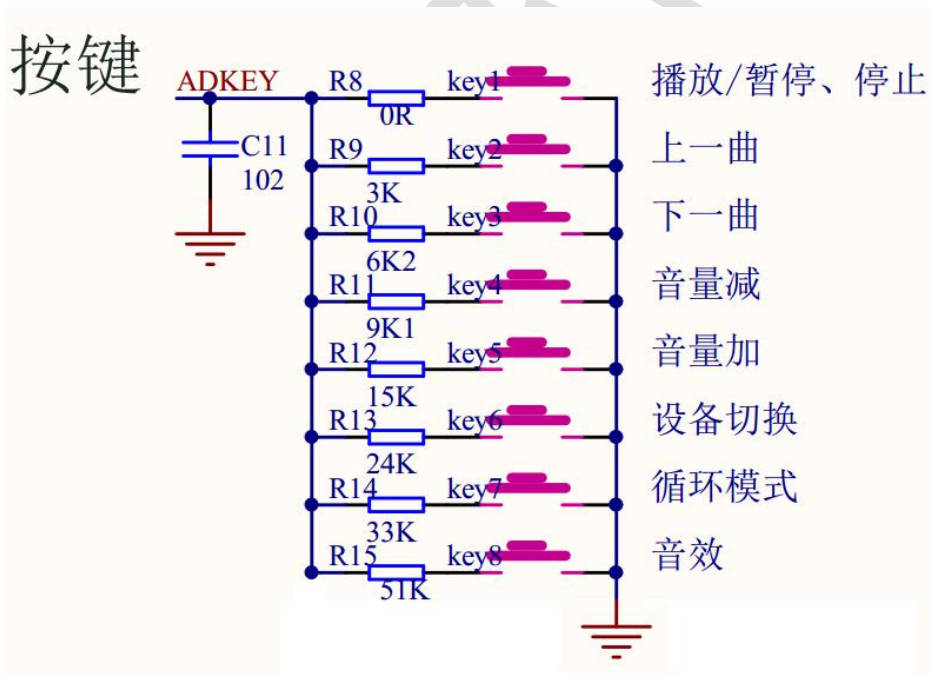 按键
ADKEY
C11
102
R8 key1 播放/暂停、停止
0R
R9 key2 上一曲
3K
R10 key3 下一曲
6K2
R11 key4 音量减
9K1
R12 key5 音量加
15K
R13 key6 设备切换
24K
R14 key7 循环模式
33K
R15 key8 音效
51K